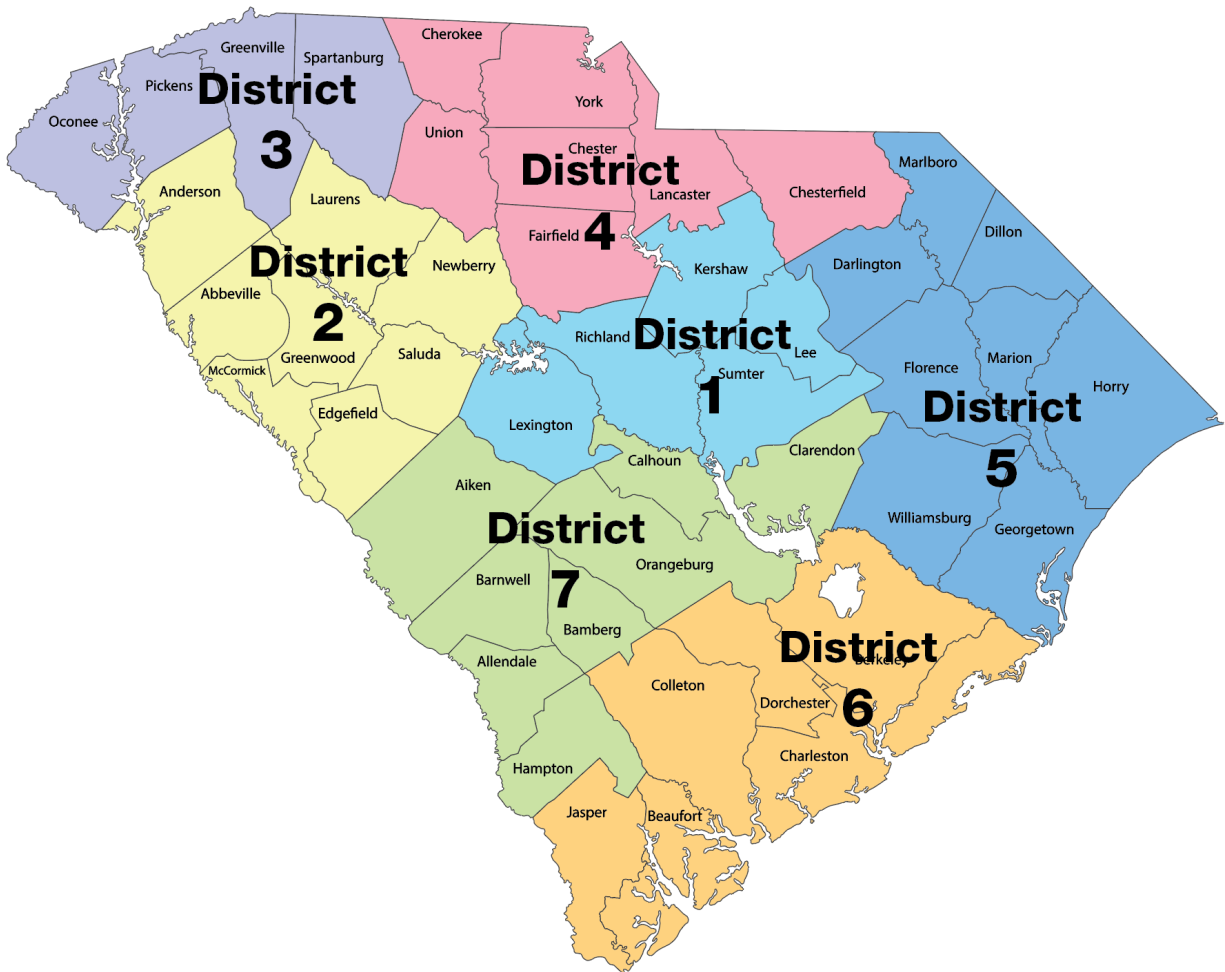 Cherokee
Greenville
Spartanburg
Pickens
District
3
Oconee
York
Union
Chester
District
4
Lancaster
Chesterfield
Marlboro
Anderson
Laurens
Fairfield
Dillon
District
2
Newberry
Kershaw
Darlington
Abbeville
Greenwood
Saluda
McCormick
Edgefield
Richland
District
1
Lee
Sumter
Lexington
Florence
Marion
Horry
District
5
Clarendon
Calhoun
Aiken
Williamsburg
Georgetown
District
7
Orangeburg
Barnwell
Bamberg
Allendale
Hampton
District
6
Berkeley
Colleton
Dorchester
Charleston
Jasper
Beaufort